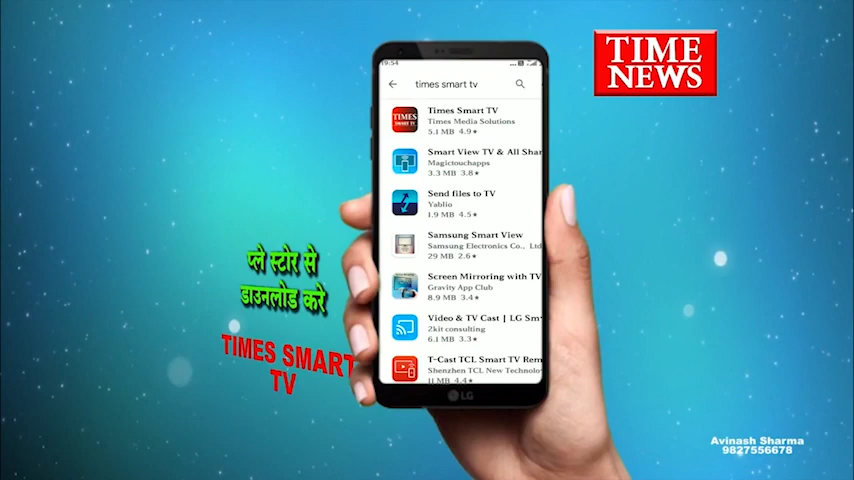 TIME
NEWS
19:54
times smart tv
TIMES
SMART TV
Times Smart TV
Times Media Solutions
5.1 MB 4.9★
Smart View TV & All Shar
Magictouchapps
3.3 MB 3.8★
Send files to TV
Yablio
1.9 MB 4.5★
Samsung Smart View
Samsung Electronics Co., Ltd
29 MB 2.6★
Screen Mirroring with TV
Gravity App Club
8.9 MB 3.4★
Video & TV Cast | LG Sm
2kit consulting
6.1 MB 3.3★
T-Cast TCL Smart TV Rem
Shenzhen TCL New Technolo
11 MB 4.4★
LG
प्ले स्टोर से
डाउनलोड करे
TIMES SMART
TV
Avinash Sharma
9827556678